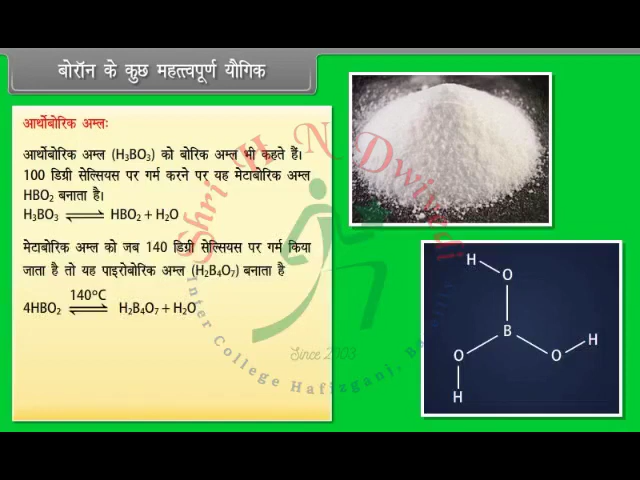 बोरॉन के कुछ महत्त्वपूर्ण यौगिक
आर्थोबोरिक अम्लः
आर्थोबोरिक अम्ल (H₃BO₃) को बोरिक अम्ल भी कहते हैं।
100 डिग्री सेल्सियस पर गर्म करने पर यह मेटाबोरिक अम्ल
HBO₂ बनाता है।
H₃BO₃ ⇌ HBO₂ + H₂O
मेटाबोरिक अम्ल को जब 140 डिग्री सेल्सियस पर गर्म किया
जाता है तो यह पाइरोबोरिक अम्ल (H₂B₄O₇) बनाता है
140°C
4HBO₂ ⇌ H₂B₄O₇ + H₂O
H
O
B
O
O
H
H
Shri H N Dwivedi
Inter College Hafizganj,
Since 2003